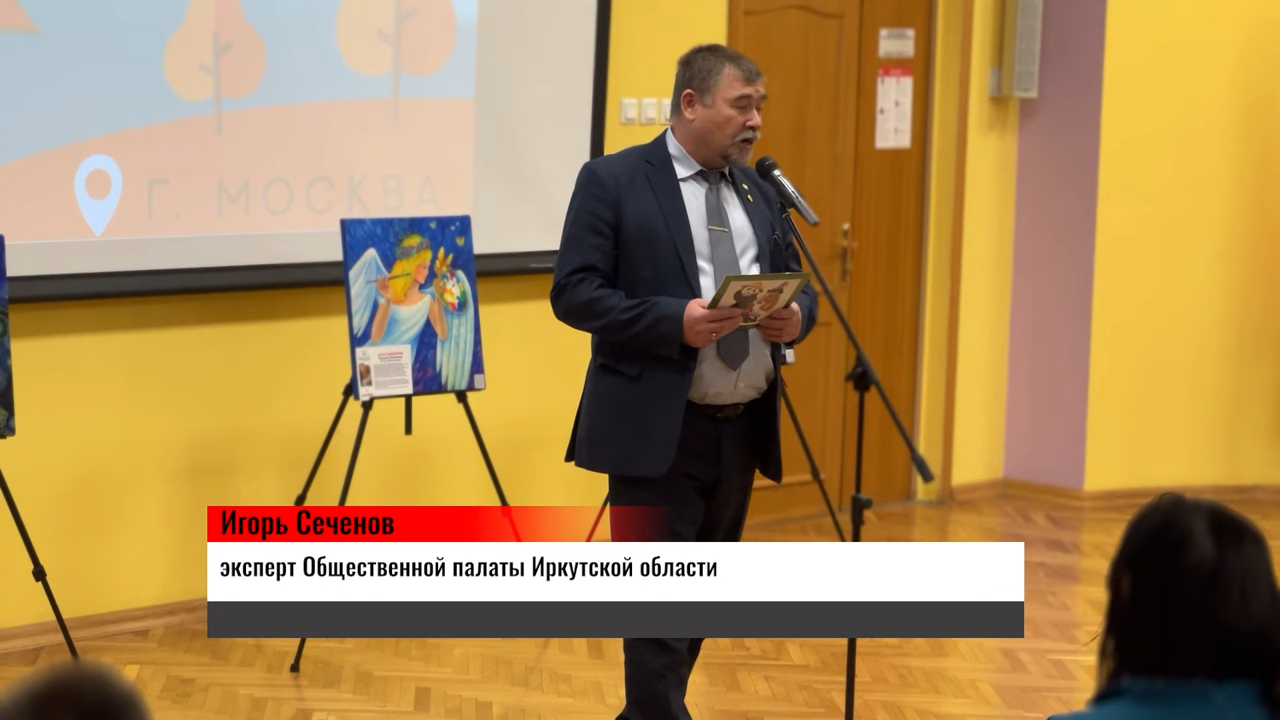 Г. МОСКВА
Игорь Сеченов
эксперт Общественной палаты Иркутской области